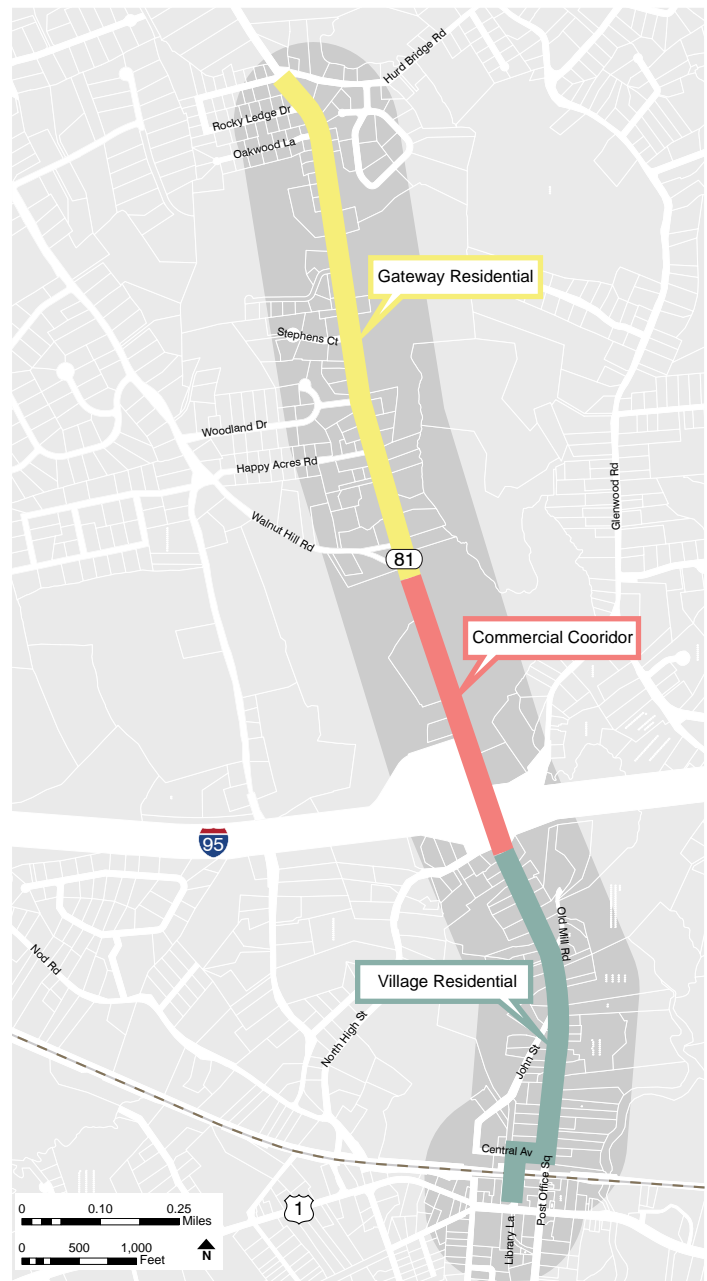 Hurd Bridge Rd
Rocky Ledge Dr
Oakwood La
Gateway Residential
Stephens Ct
Woodland Dr
Happy Acres Rd
Glenwood Rd
Walnut Hill Rd
81
Commercial Cooridor
95
Old Mill Rd
Nod Rd
Village Residential
North High St
John St
Central Av
Post Office Sq
Library La
1
0 0.10 0.25
Miles
0 500 1,000
Feet
N